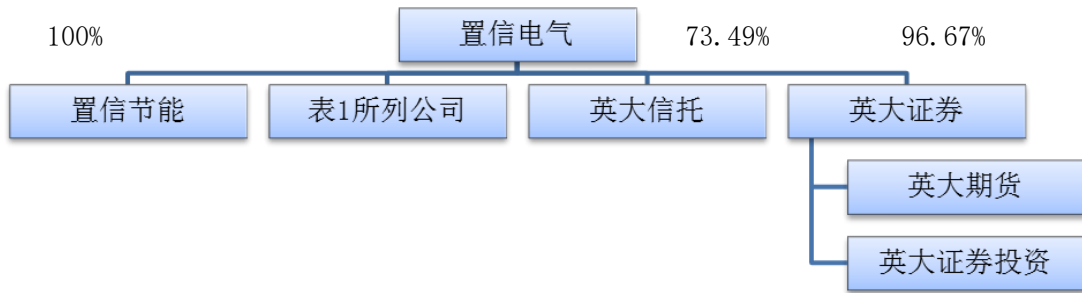 置信电气
100%
73.49%
96.67%
置信节能
表1所列公司
英大信托
英大证券
英大期货
英大证券投资